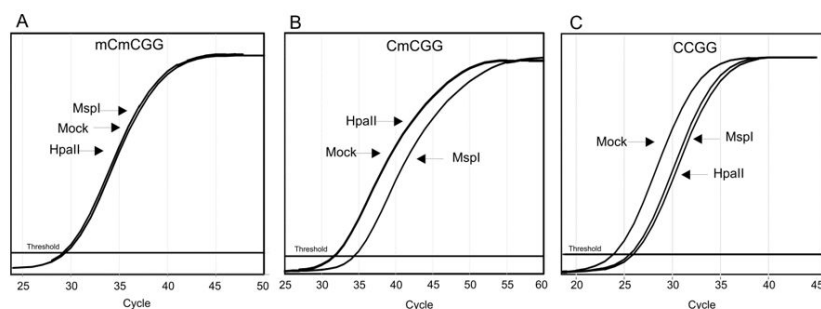 A
mCmCGG
MspI
Mock
HpaII
Threshold
25 30 35 40 45 50
Cycle
B
CmCGG
HpaII
Mock
MspI
Threshold
25 30 35 40 45 50 55 60
Cycle
C
CCGG
Mock
MspI
HpaII
Threshold
20 25 30 35 40 45
Cycle